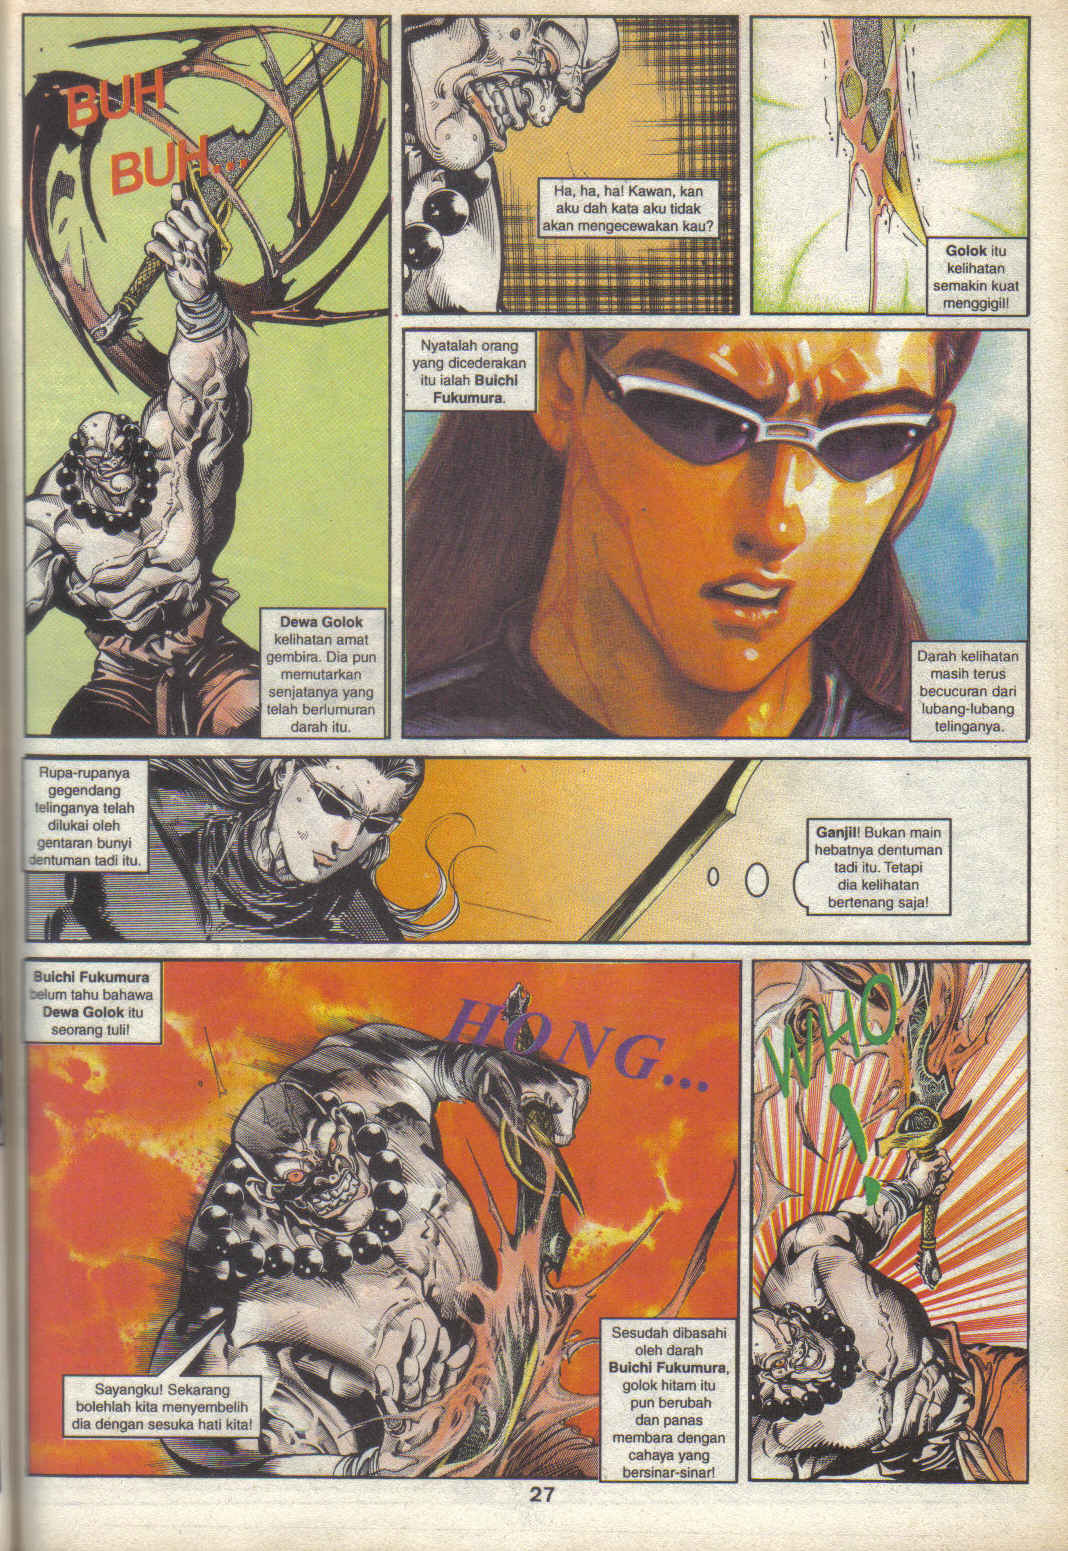 BUH
BUH...
Dewa Golok
kelihatan amat
gembira. Dia pun
memutarkan
senjatanya yang
telah berlumuran
darah itu.
Ha, ha, ha! Kawan, kan
aku dah kata aku tidak
akan mengecewakan kau?
Golok itu
kelihatan
semakin kuat
menggigil!
Nyatalah orang
yang dicederakan
itu ialah Buichi
Fukumura.
Darah kelihatan
masih terus
becucuran dari
lubang-lubang
telinganya.
Rupa-rupanya
gegendang
telinganya telah
dilukai oleh
gentaran bunyi
dentuman tadi itu.
Ganjil! Bukan main
hebatnya dentuman
tadi itu. Tetapi
dia kelihatan
bertenang saja!
Buichi Fukumura
belum tahu bahawa
Dewa Golok itu
seorang tuli!
HONG...
Sayangku! Sekarang
bolehlah kita menyembelih
dia dengan sesuka hati kita!
Sesudah dibasahi
oleh darah
Buichi Fukumura,
golok hitam itu
pun berubah
dan panas
membara dengan
cahaya yang
bersinar-sinar!
WHO!
27